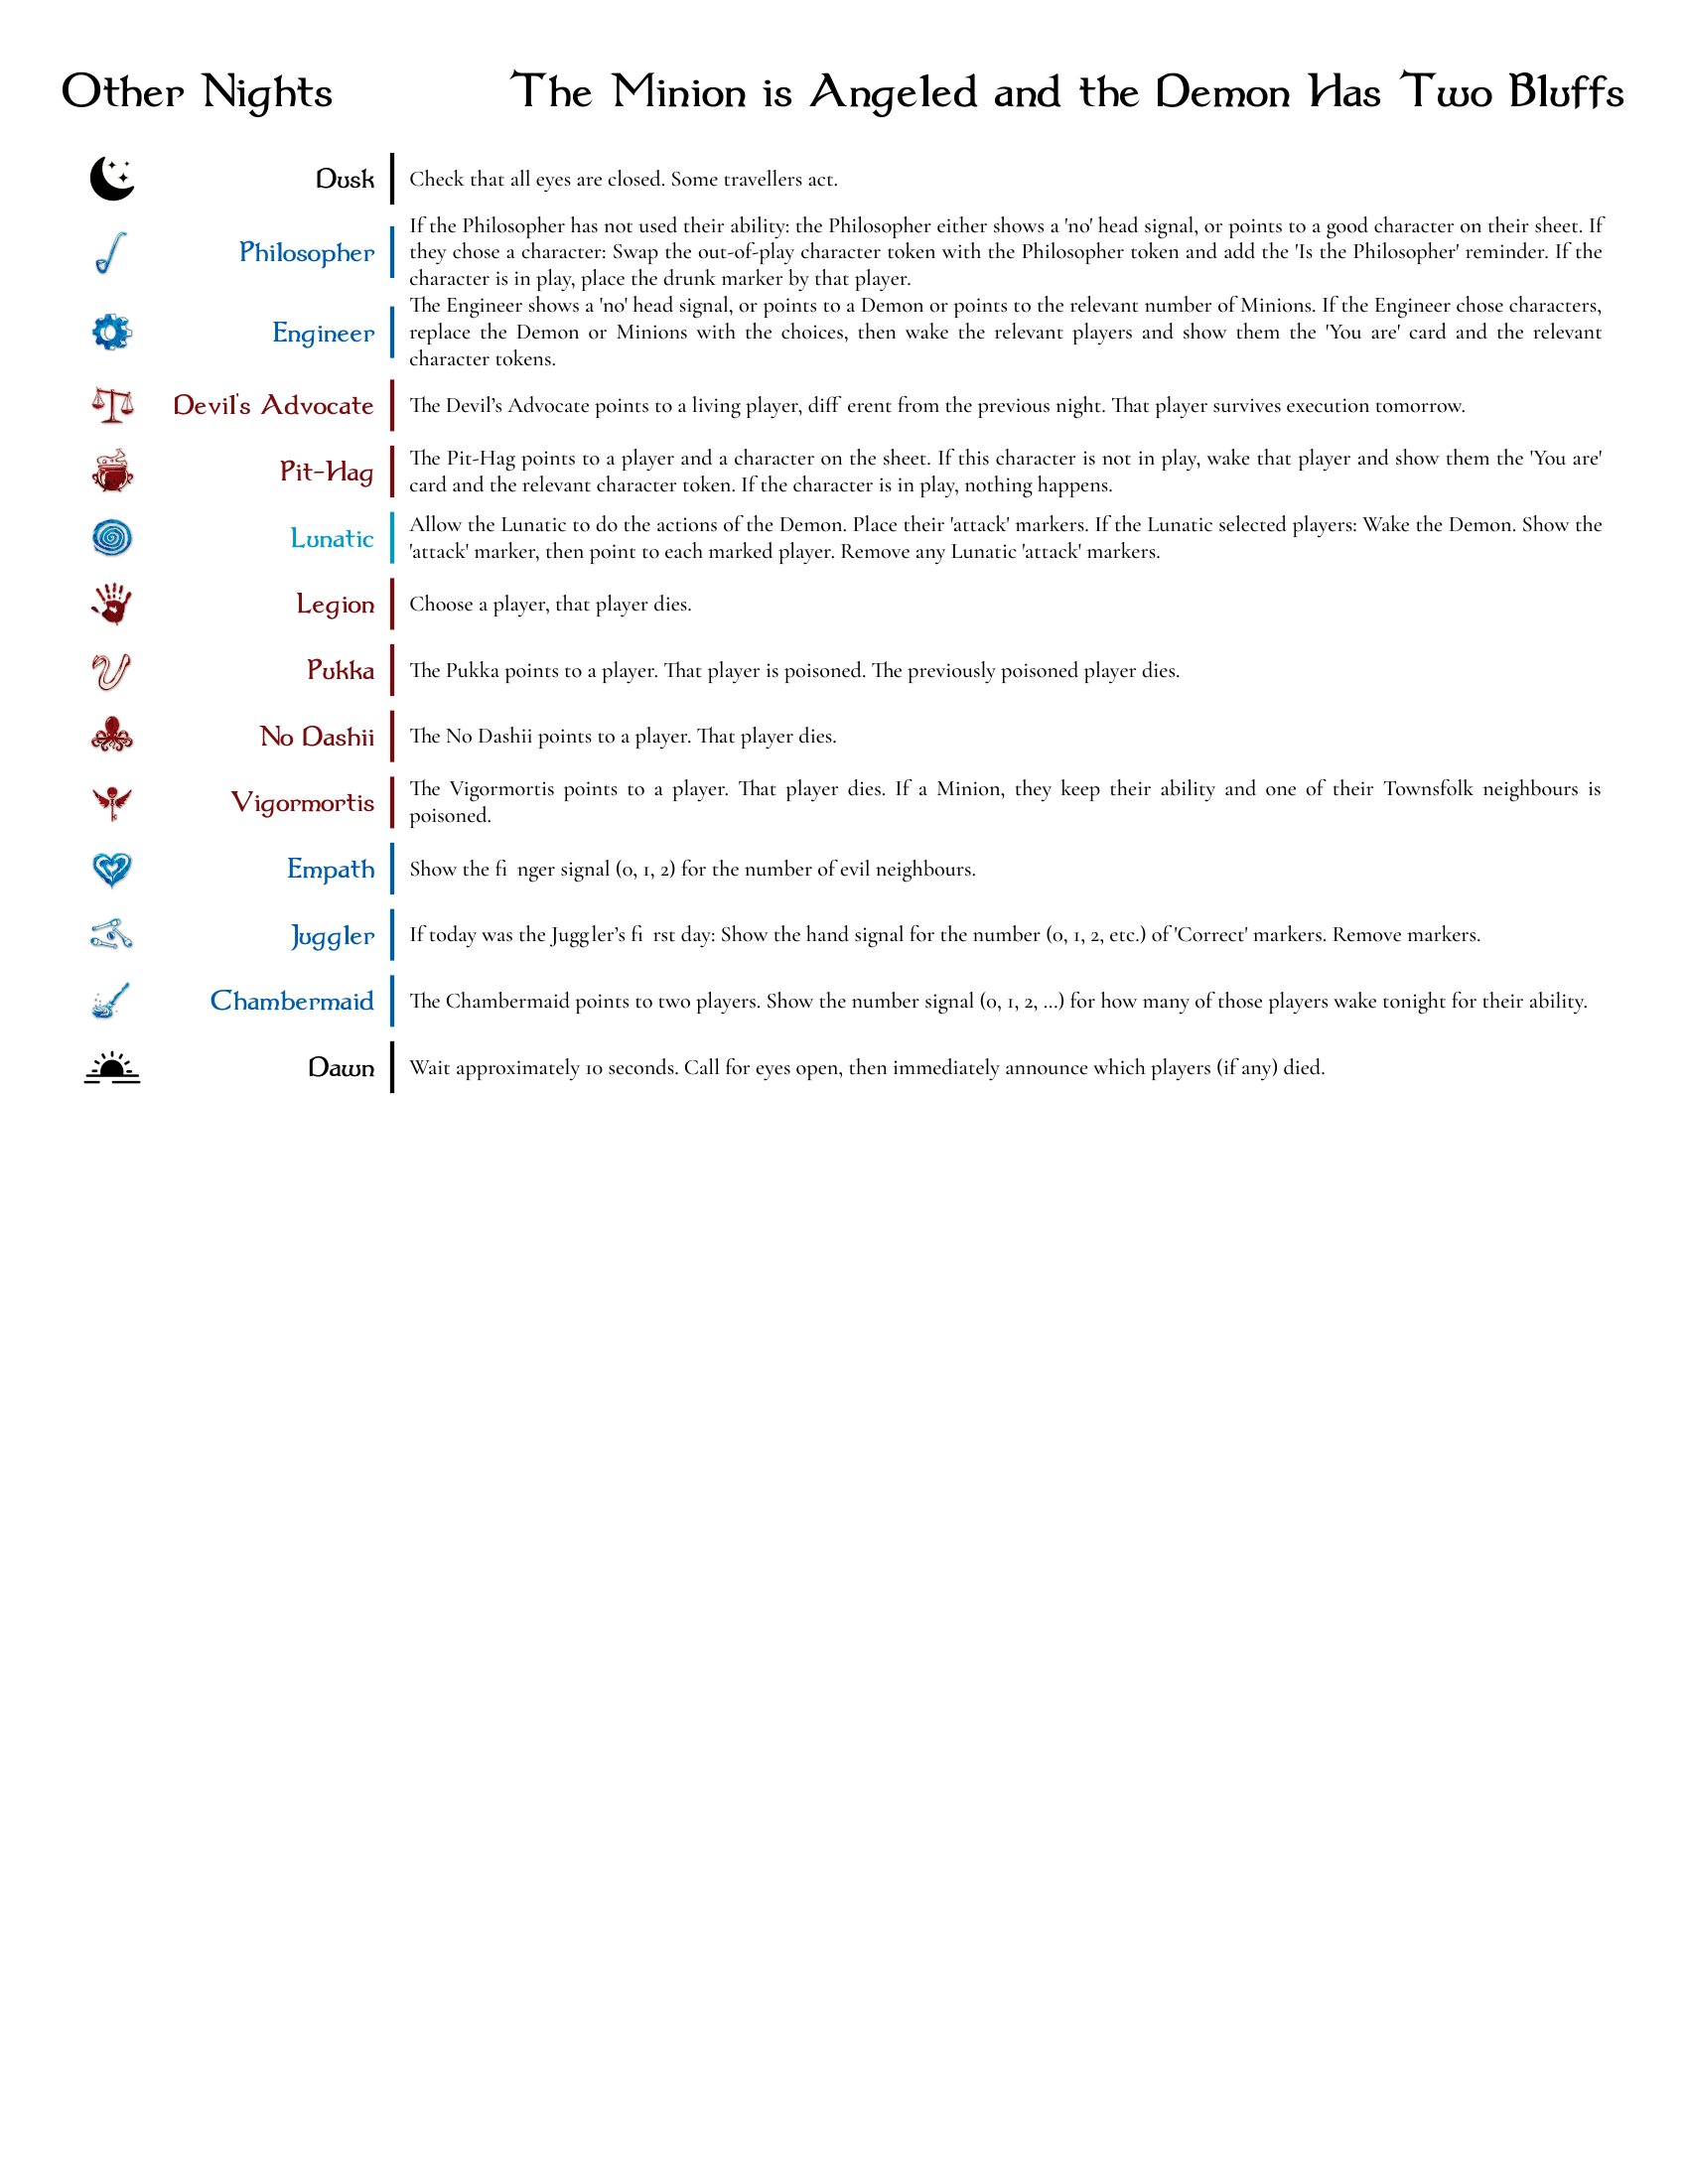 Other Nights
The Minion is Angeled and the Demon Has Two Bluffs
Dusk
Check that all eyes are closed. Some travellers act.
Philosopher
If the Philosopher has not used their ability: the Philosopher either shows a 'no' head signal, or points to a good character on their sheet. If
they chose a character: Swap the out-of-play character token with the Philosopher token and add the 'Is the Philosopher' reminder. If the
character is in play, place the drunk marker by that player.
Engineer
The Engineer shows a 'no' head signal, or points to a Demon or points to the relevant number of Minions. If the Engineer chose characters,
replace the Demon or Minions with the choices, then wake the relevant players and show them the 'You are' card and the relevant
character tokens.
Devil's Advocate
The Devil’s Advocate points to a living player, diff erent from the previous night. That player survives execution tomorrow.
Pit-Hag
The Pit-Hag points to a player and a character on the sheet. If this character is not in play, wake that player and show them the 'You are'
card and the relevant character token. If the character is in play, nothing happens.
Lunatic
Allow the Lunatic to do the actions of the Demon. Place their 'attack' markers. If the Lunatic selected players: Wake the Demon. Show the
'attack' marker, then point to each marked player. Remove any Lunatic 'attack' markers.
Legion
Choose a player, that player dies.
Pukka
The Pukka points to a player. That player is poisoned. The previously poisoned player dies.
No Dashii
The No Dashii points to a player. That player dies.
Vigormortis
The Vigormortis points to a player. That player dies. If a Minion, they keep their ability and one of their Townsfolk neighbours is
poisoned.
Empath
Show the fi nger signal (0, 1, 2) for the number of evil neighbours.
Juggler
If today was the Juggler’s fi rst day: Show the hand signal for the number (0, 1, 2, etc.) of 'Correct' markers. Remove markers.
Chambermaid
The Chambermaid points to two players. Show the number signal (0, 1, 2, ...) for how many of those players wake tonight for their ability.
Dawn
Wait approximately 10 seconds. Call for eyes open, then immediately announce which players (if any) died.